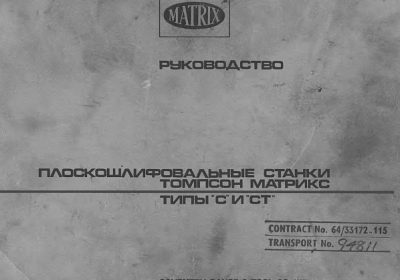 MATRIX
РУКОВОДСТВО
ПЛОСКОШЛИФОВАЛЬНЫЕ СТАНКИ
ТОМПСОН МАТРИКС
ТИПЫ "С" И "СТ"
CONTRACT No. 64/33172.115
TRANSPORT No. 94811